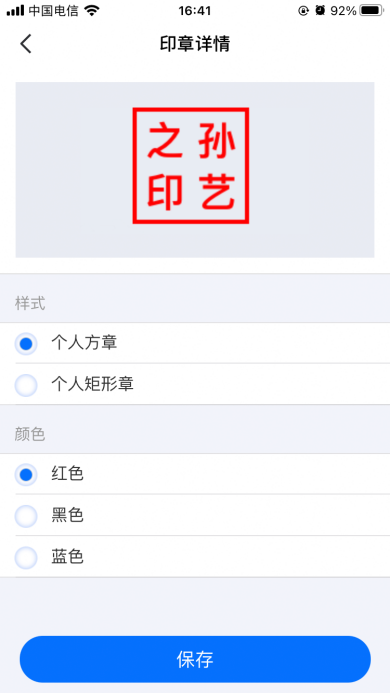 中国电信 16:41 92%
印章详情
之孙
印艺
样式
个人方章
个人矩形章
颜色
红色
黑色
蓝色
保存